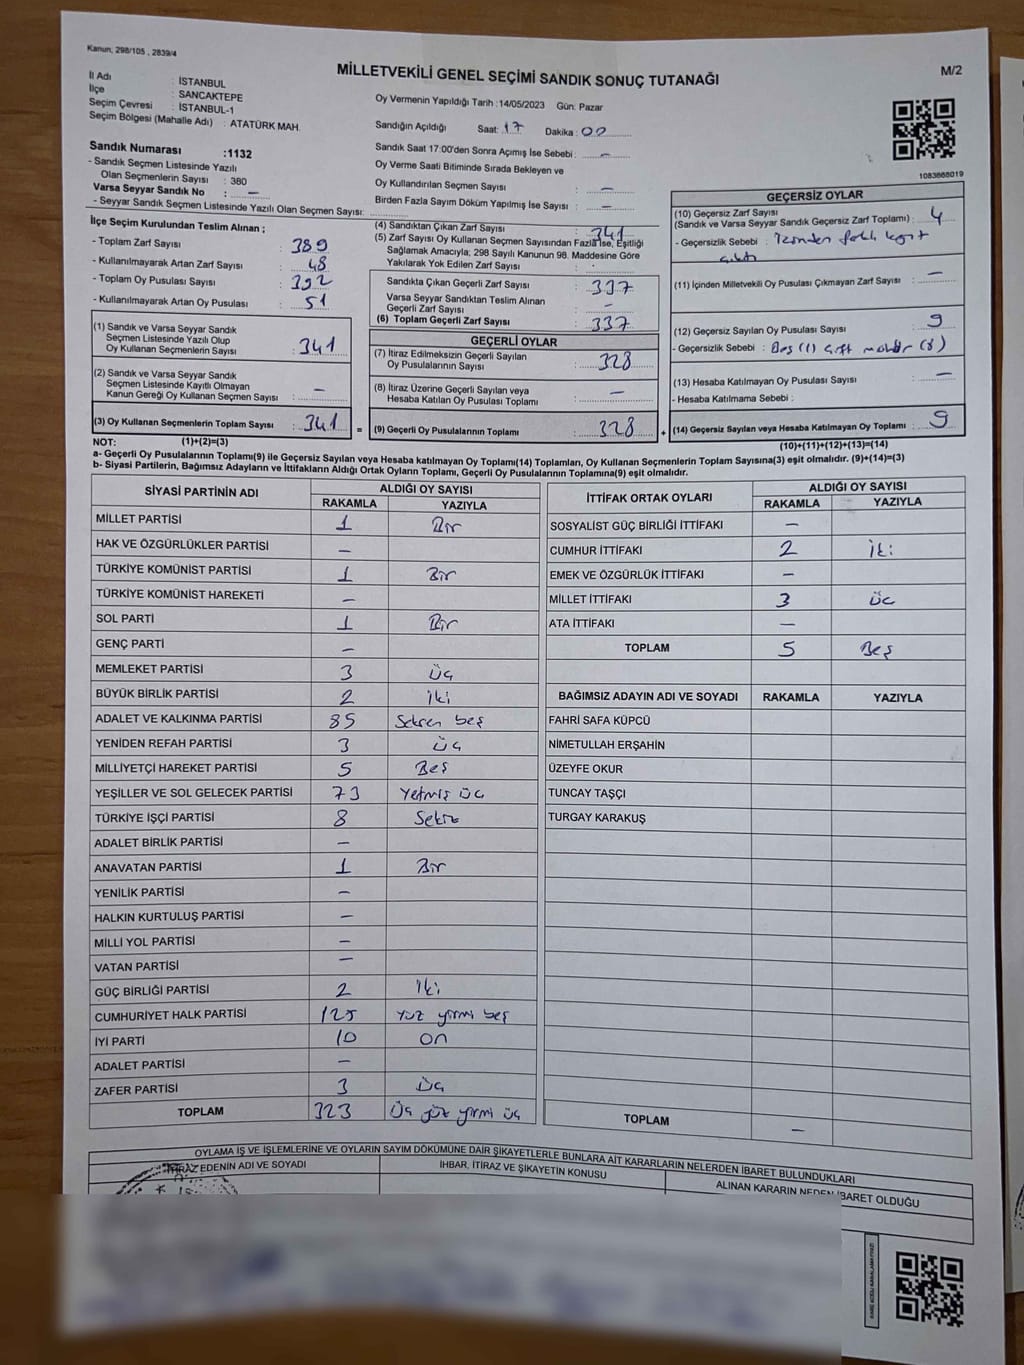 Kanun, 298/105 , 2839/4
MİLLETVEKİLİ GENEL SEÇİMİ SANDIK SONUÇ TUTANAĞI
M/2
İl Adı : İSTANBUL
İlçe : SANCAKTEPE
Seçim Çevresi : İSTANBUL-1
Seçim Bölgesi (Mahalle Adı) : ATATÜRK MAH.
Sandık Numarası :1132
- Sandık Seçmen Listesinde Yazılı
Olan Seçmenlerin Sayısı : 380
Varsa Seyyar Sandık No : —
- Seyyar Sandık Seçmen Listesinde Yazılı Olan Seçmen Sayısı:
Oy Vermenin Yapıldığı Tarih :14/05/2023 Gün: Pazar
Sandığın Açıldığı Saat: 17 Dakika : 00
Sandık Saat 17:00'den Sonra Açımış İse Sebebi : —
Oy Verme Saati Bitiminde Sırada Bekleyen ve
Oy Kullandırılan Seçmen Sayısı : —
Birden Fazla Sayım Döküm Yapılmış İse Sayısı : —
1083868019
İlçe Seçim Kurulundan Teslim Alınan ;
- Toplam Zarf Sayısı : 389
- Kullanılmayarak Artan Zarf Sayısı : 48
- Toplam Oy Pusulası Sayısı : 392
- Kullanılmayarak Artan Oy Pusulası : 51
(1) Sandık ve Varsa Seyyar Sandık
Seçmen Listesinde Yazılı Olup
Oy Kullanan Seçmenlerin Sayısı : 341
(2) Sandık ve Varsa Seyyar Sandık
Seçmen Listesinde Kayıtlı Olmayan
Kanun Gereği Oy Kullanan Seçmen Sayısı : —
(3) Oy Kullanan Seçmenlerin Toplam Sayısı : 341 =
(4) Sandıktan Çıkan Zarf Sayısı : 341
(5) Zarf Sayısı Oy Kullanan Seçmen Sayısından Fazla İse, Eşitliği
Sağlamak Amacıyla; 298 Sayılı Kanunun 98. Maddesine Göre
Yakılarak Yok Edilen Zarf Sayısı :
Sandıkta Çıkan Geçerli Zarf Sayısı : 337
Varsa Seyyar Sandıktan Teslim Alınan
Geçerli Zarf Sayısı : —
(6) Toplam Geçerli Zarf Sayısı : 337
GEÇERLİ OYLAR
(7) İtiraz Edilmeksizin Geçerli Sayılan
Oy Pusulalarının Sayısı : 328
(8) İtiraz Üzerine Geçerli Sayılan veya
Hesaba Katılan Oy Pusulası Toplamı : —
(9) Geçerli Oy Pusulalarının Toplamı : 328 +
GEÇERSİZ OYLAR
(10) Geçersiz Zarf Sayısı
(Sandık ve Varsa Seyyar Sandık Geçersiz Zarf Toplamı) : 4
- Geçersizlik Sebebi : İçinden farklı kağıt
çıktı
(11) İçinden Milletvekili Oy Pusulası Çıkmayan Zarf Sayısı : —
(12) Geçersiz Sayılan Oy Pusulası Sayısı : 9
- Geçersizlik Sebebi : Boş (1) çift mühür (8)
(13) Hesaba Katılmayan Oy Pusulası Sayısı : —
- Hesaba Katılmama Sebebi :
(14) Geçersiz Sayılan veya Hesaba Katılmayan Oy Toplamı : 9
NOT: (1)+(2)=(3) (10)+(11)+(12)+(13)=(14)
a- Geçerli Oy Pusulalarının Toplamı(9) ile Geçersiz Sayılan veya Hesaba katılmayan Oy Toplamı(14) Toplamları, Oy Kullanan Seçmenlerin Toplam Sayısına(3) eşit olmalıdır. (9)+(14)=(3)
b- Siyasi Partilerin, Bağımsız Adayların ve İttifakların Aldığı Ortak Oyların Toplamı, Geçerli Oy Pusulalarının Toplamına(9) eşit olmalıdır.
SİYASİ PARTİNİN ADI ALDIĞI OY SAYISI
RAKAMLA YAZIYLA
MİLLET PARTİSİ 1 Bir
HAK VE ÖZGÜRLÜKLER PARTİSİ —
TÜRKİYE KOMÜNİST PARTİSİ 1 Bir
TÜRKİYE KOMÜNİST HAREKETİ —
SOL PARTİ 1 Bir
GENÇ PARTİ —
MEMLEKET PARTİSİ 3 üç
BÜYÜK BİRLİK PARTİSİ 2 iki
ADALET VE KALKINMA PARTİSİ 85 Seksen beş
YENİDEN REFAH PARTİSİ 3 üç
MİLLİYETÇİ HAREKET PARTİSİ 5 Beş
YEŞİLLER VE SOL GELECEK PARTİSİ 73 Yetmiş üç
TÜRKİYE İŞÇİ PARTİSİ 8 Sekiz
ADALET BİRLİK PARTİSİ —
ANAVATAN PARTİSİ 1 Bir
YENİLİK PARTİSİ —
HALKIN KURTULUŞ PARTİSİ —
MİLLİ YOL PARTİSİ —
VATAN PARTİSİ —
GÜÇ BİRLİĞİ PARTİSİ 2 iki
CUMHURİYET HALK PARTİSİ 125 Yüz yirmi beş
İYİ PARTİ 10 on
ADALET PARTİSİ —
ZAFER PARTİSİ 3 üç
TOPLAM 323 üç yüz yirmi üç
İTTİFAK ORTAK OYLARI ALDIĞI OY SAYISI
RAKAMLA YAZIYLA
SOSYALİST GÜÇ BİRLİĞİ İTTİFAKI —
CUMHUR İTTİFAKI 2 iki
EMEK VE ÖZGÜRLÜK İTTİFAKI —
MİLLET İTTİFAKI 3 üç
ATA İTTİFAKI —
TOPLAM 5 Beş
BAĞIMSIZ ADAYIN ADI VE SOYADI RAKAMLA YAZIYLA
FAHRİ SAFA KÜPCÜ
NİMETULLAH ERŞAHİN
ÜZEYFE OKUR
TUNCAY TAŞÇI
TURGAY KARAKUŞ
TOPLAM —
OYLAMA İŞ VE İŞLEMLERİNE VE OYLARIN SAYIM DÖKÜMÜNE DAİR ŞİKAYETLERLE BUNLARA AİT KARARLARIN NELERDEN İBARET BULUNDUKLARI
İTİRAZ EDENİN ADI VE SOYADI İHBAR, İTİRAZ VE ŞİKAYETİN KONUSU ALINAN KARARIN NEDEN İBARET OLDUĞU